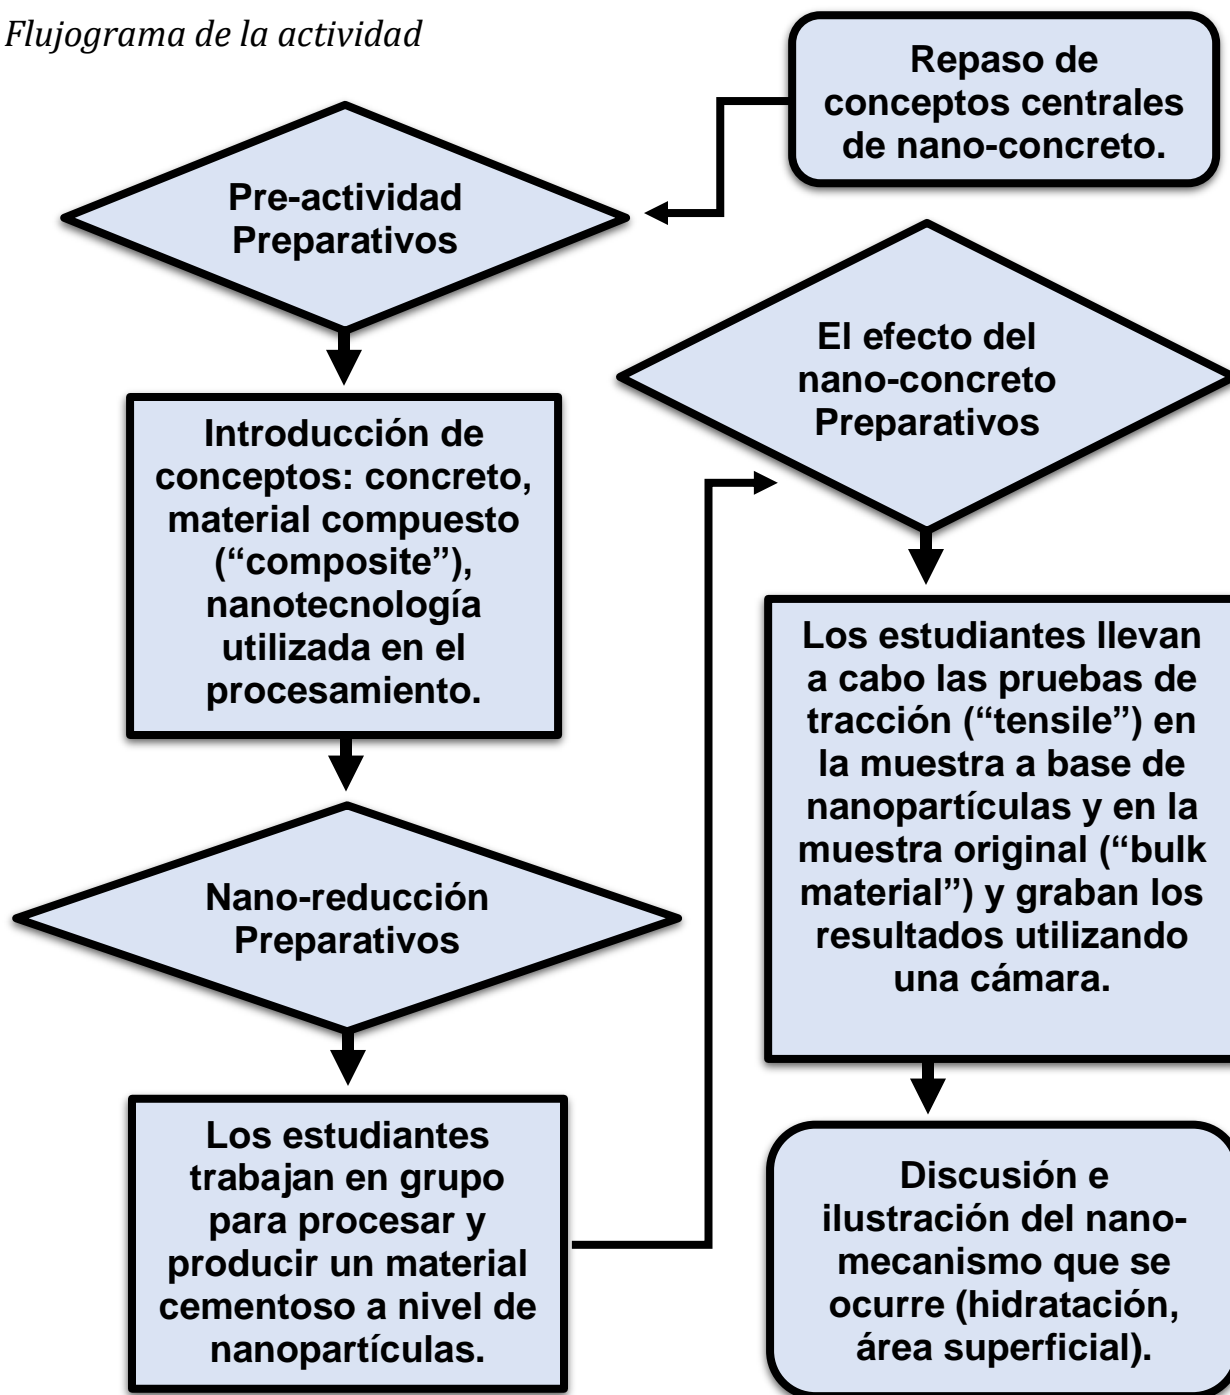 Flujograma de la actividad
Repaso de
conceptos centrales
de nano-concreto.
Pre-actividad
Preparativos
Introducción de
conceptos: concreto,
material compuesto
(“composite”),
nanotecnología
utilizada en el
procesamiento.
Nano-reducción
Preparativos
Los estudiantes
trabajan en grupo
para procesar y
producir un material
cementoso a nivel de
nanopartículas.
El efecto del
nano-concreto
Preparativos
Los estudiantes llevan
a cabo las pruebas de
tracción (“tensile”) en
la muestra a base de
nanopartículas y en la
muestra original (“bulk
material”) y graban los
resultados utilizando
una cámara.
Discusión e
ilustración del nano-
mecanismo que se
ocurre (hidratación,
área superficial).